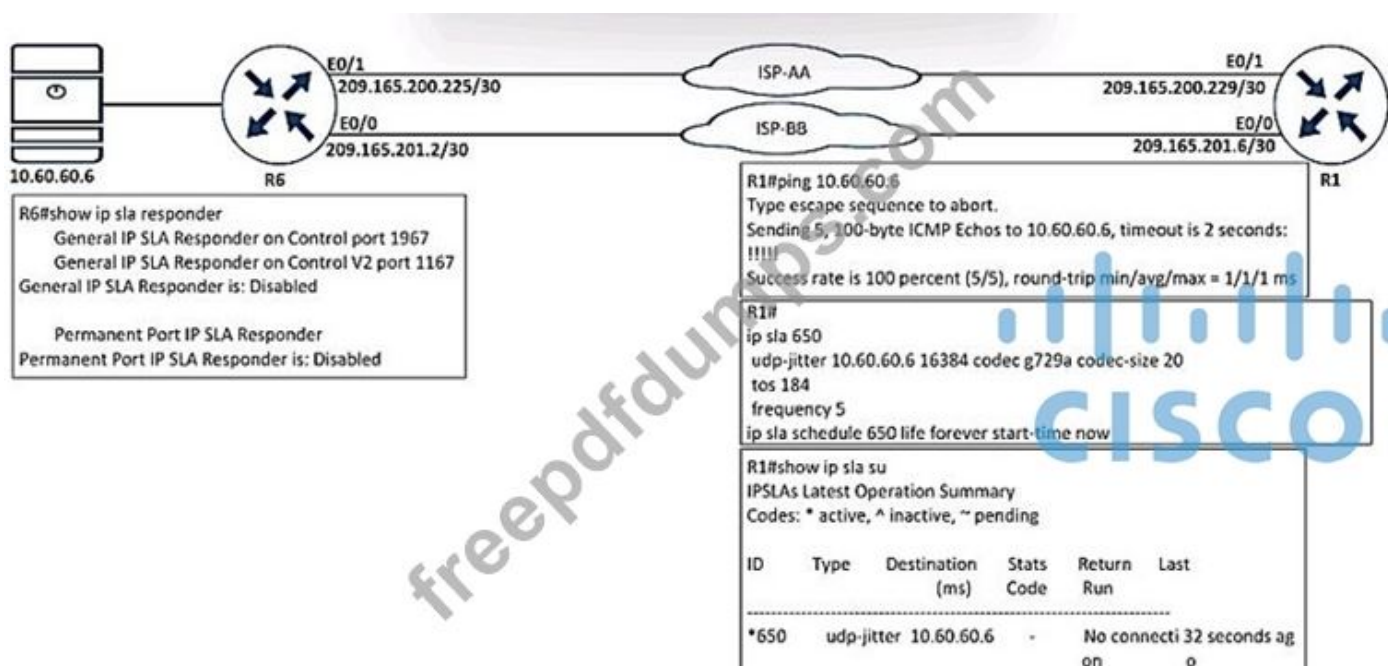 E0/1
209.165.200.225/30
ISP-AA
E0/1
209.165.200.229/30
E0/0
209.165.201.2/30
ISP-BB
E0/0
209.165.201.6/30
10.60.60.6
R6
R1
R6#show ip sla responder
General IP SLA Responder on Control port 1967
General IP SLA Responder on Control V2 port 1167
General IP SLA Responder is: Disabled
Permanent Port IP SLA Responder
Permanent Port IP SLA Responder is: Disabled
R1#ping 10.60.60.6
Type escape sequence to abort.
Sending 5, 100-byte ICMP Echos to 10.60.60.6, timeout is 2 seconds:
!!!!!
Success rate is 100 percent (5/5), round-trip min/avg/max = 1/1/1 ms
R1#
ip sla 650
udp-jitter 10.60.60.6 16384 codec g729a codec-size 20
tos 184
frequency 5
ip sla schedule 650 life forever start-time now
R1#show ip sla su
IPSLAs Latest Operation Summary
Codes: * active, ^ inactive, ~ pending
ID Type Destination Stats Return Last
(ms) Code Run
-----------------------------------------------------------------------
*650 udp-jitter 10.60.60.6 - No connecti 32 seconds ag
on o
CISCO
freepdfdumps.com